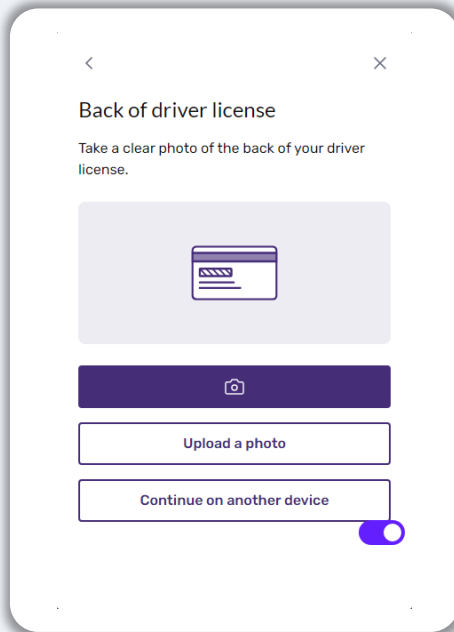 Back of driver license
Take a clear photo of the back of your driver
license.
Upload a photo
Continue on another device